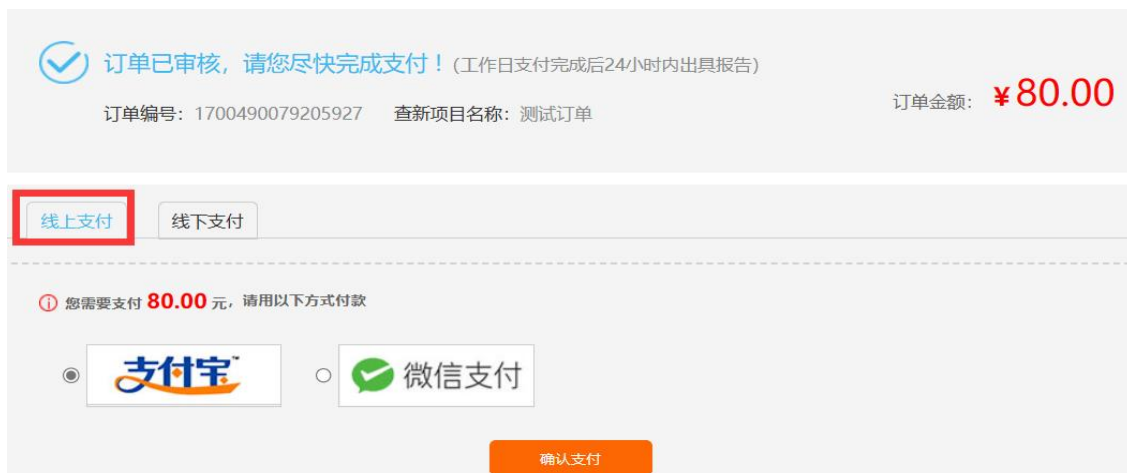 订单已审核，请您尽快完成支付！(工作日支付完成后24小时内出具报告)
订单编号：1700490079205927 查新项目名称：测试订单
订单金额：¥80.00
线上支付 线下支付
您需要支付 80.00 元，请用以下方式付款
支付宝™ 微信支付
确认支付